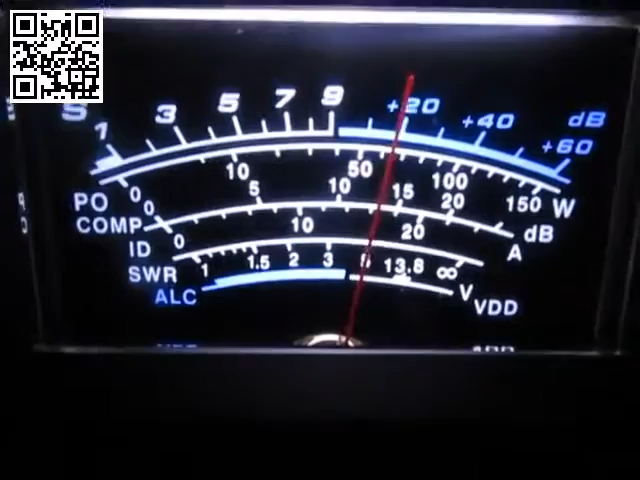 S 1 3 5 7 9 +20 +40 +60 dB
PO 0 10 50 100 150 W
COMP 0 5 10 15 20 dB
ID 0 10 20 A
SWR 1 1.5 2 3 5 ∞
ALC 13.8 V VDD